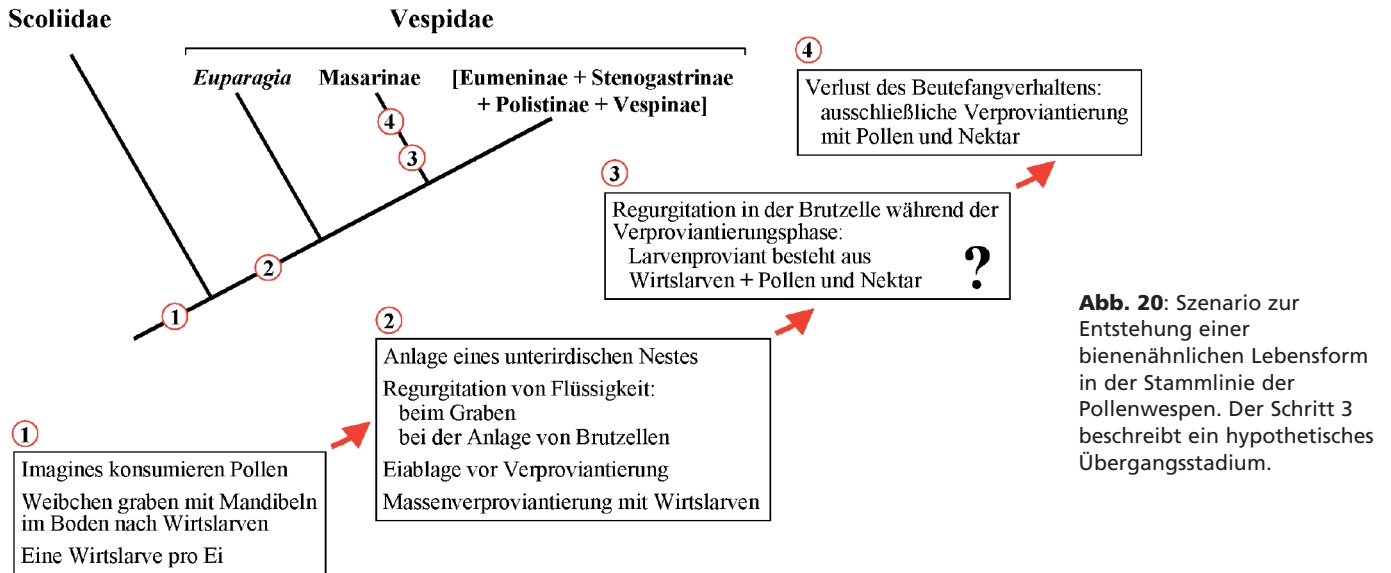 Scoliidae
Vespidae
Euparagia
Masarinae
[Eumeninae + Stenogastrinae
+ Polistinae + Vespinae]
4
3
2
1
4
Verlust des Beutefangverhaltens:
ausschließliche Verproviantierung
mit Pollen und Nektar
3
Regurgitation in der Brutzelle während der
Verproviantierungsphase:
Larvenproviant besteht aus
Wirtslarven + Pollen und Nektar
?
2
Anlage eines unterirdischen Nestes
Regurgitation von Flüssigkeit:
beim Graben
bei der Anlage von Brutzellen
Eiablage vor Verproviantierung
Massenverproviantierung mit Wirtslarven
1
Imagines konsumieren Pollen
Weibchen graben mit Mandibeln
im Boden nach Wirtslarven
Eine Wirtslarve pro Ei
Abb. 20: Szenario zur
Entstehung einer
bienenähnlichen Lebensform
in der Stammlinie der
Pollenwespen. Der Schritt 3
beschreibt ein hypothetisches
Übergangsstadium.